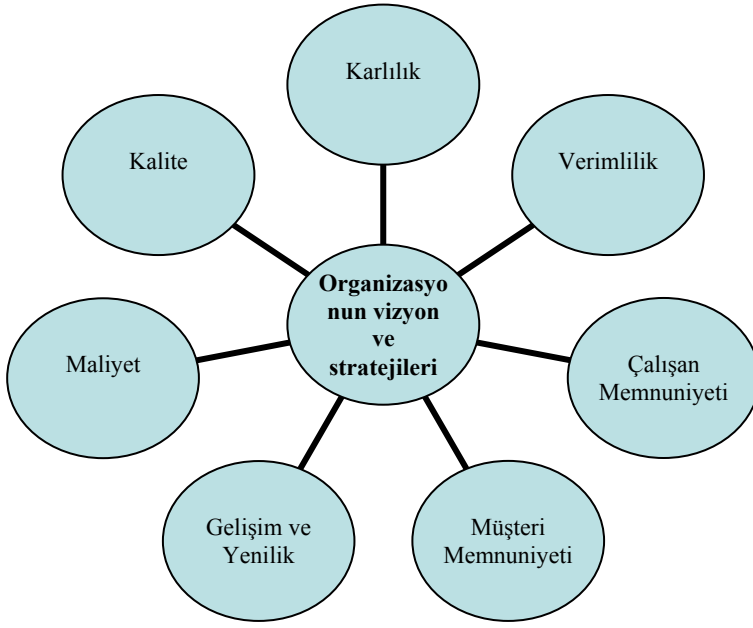 Karlılık
Kalite
Verimlilik
Organizasyo
nun vizyon
ve
stratejileri
Maliyet
Çalışan
Memnuniyeti
Gelişim ve
Yenilik
Müşteri
Memnuniyeti